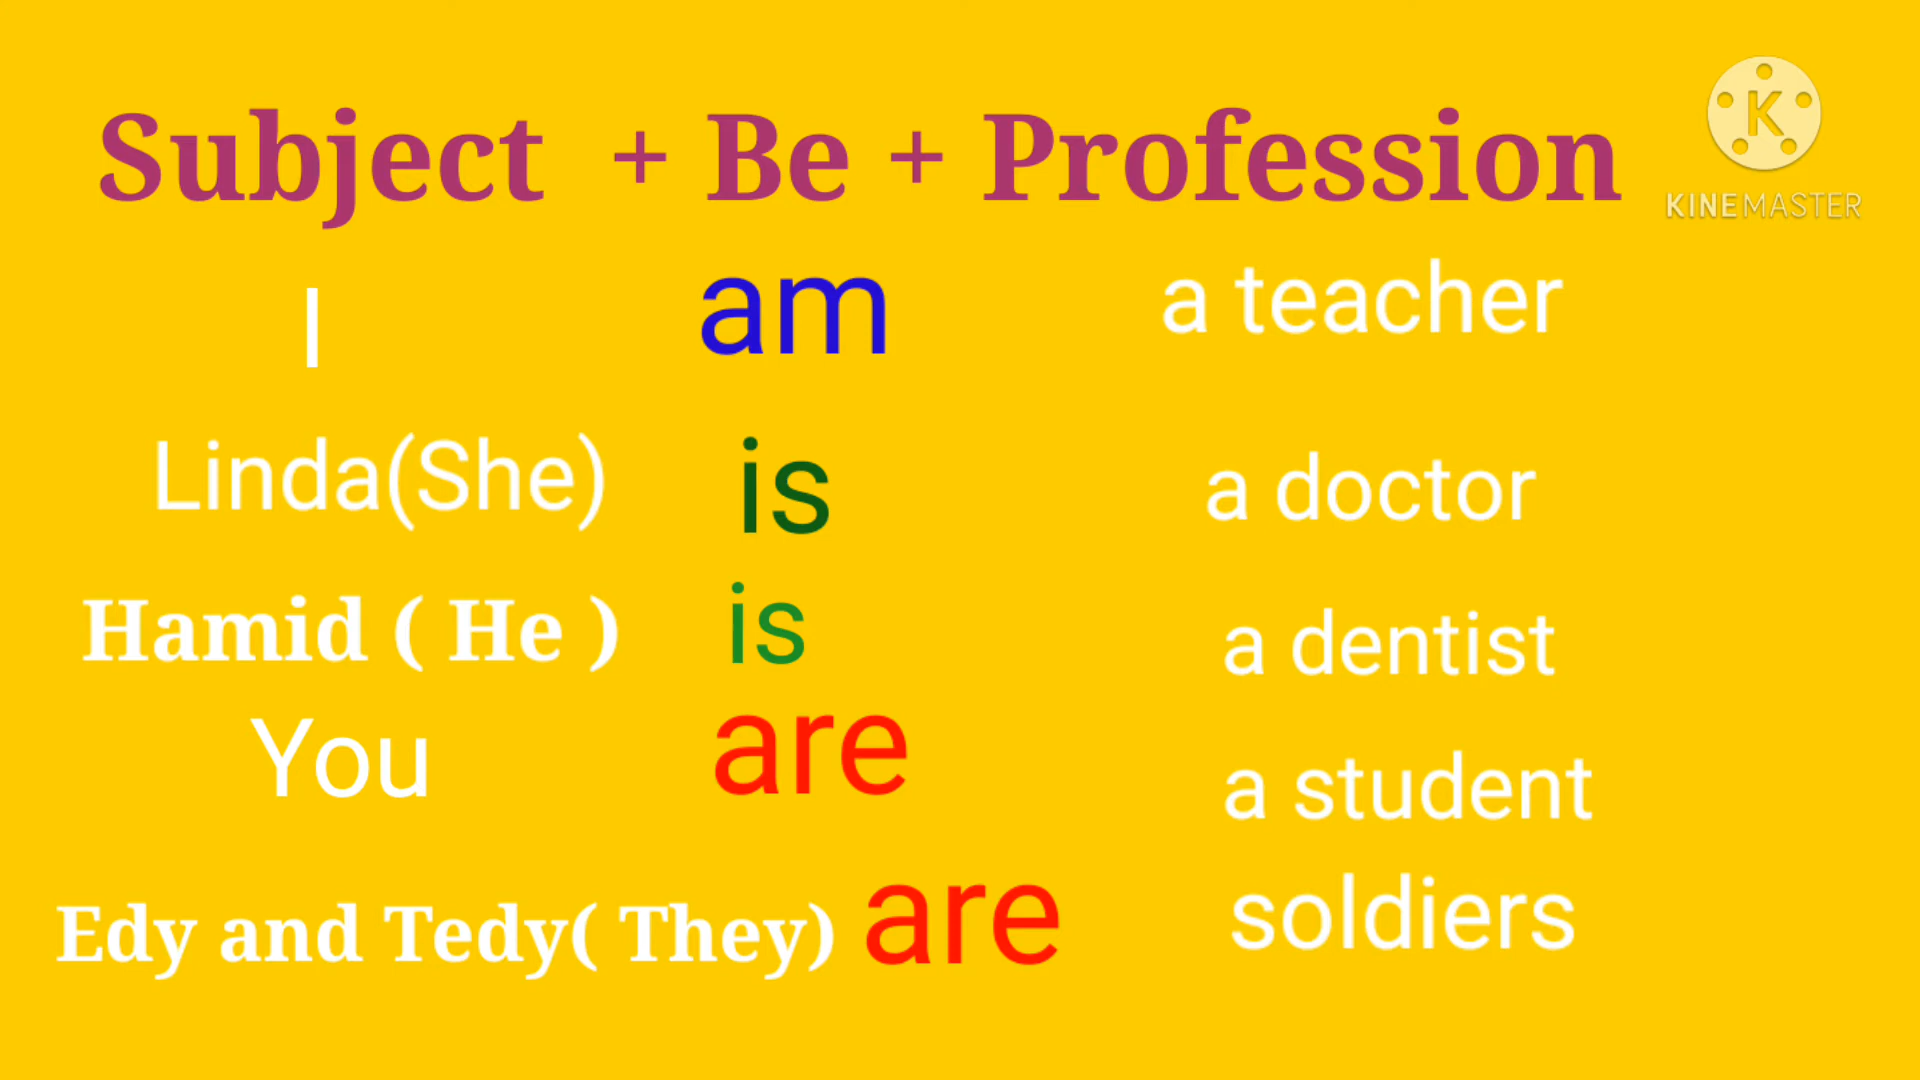 Subject + Be + Profession
K
KINEMASTER
I am a teacher
Linda(She) is a doctor
Hamid ( He ) is a dentist
You are a student
Edy and Tedy( They) are soldiers